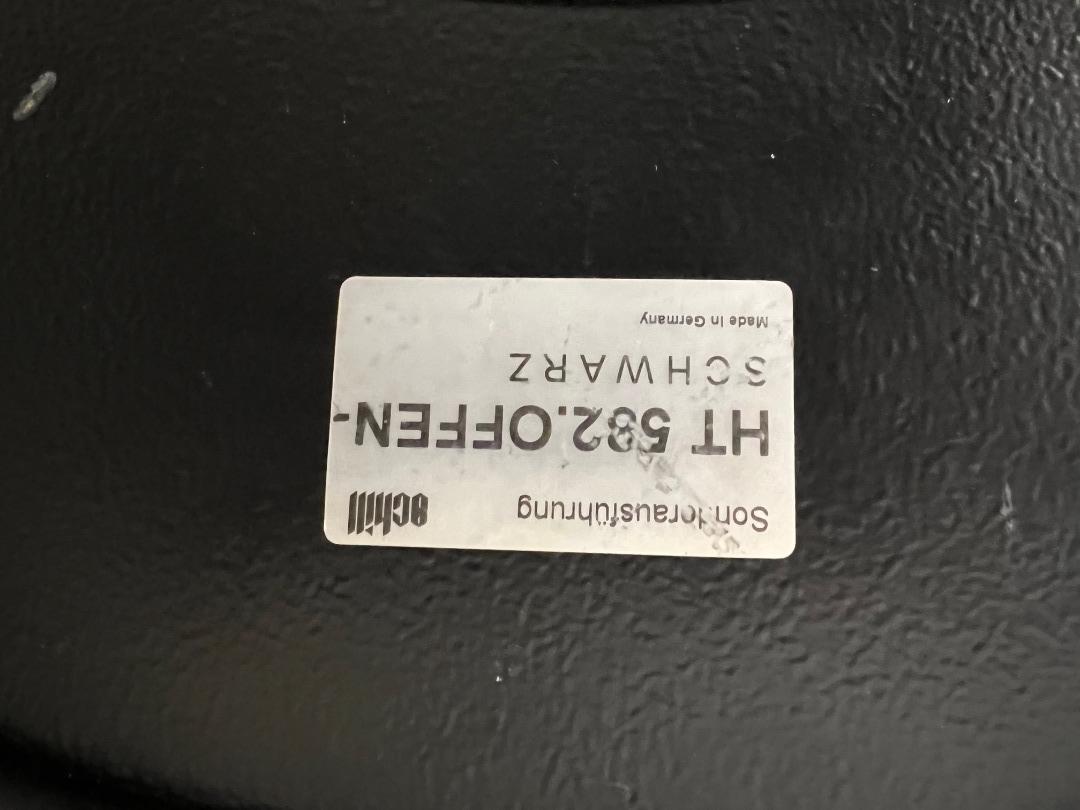 Sonderausführung schill
HT 582.OFFEN-
SCHWARZ
Made In Germany